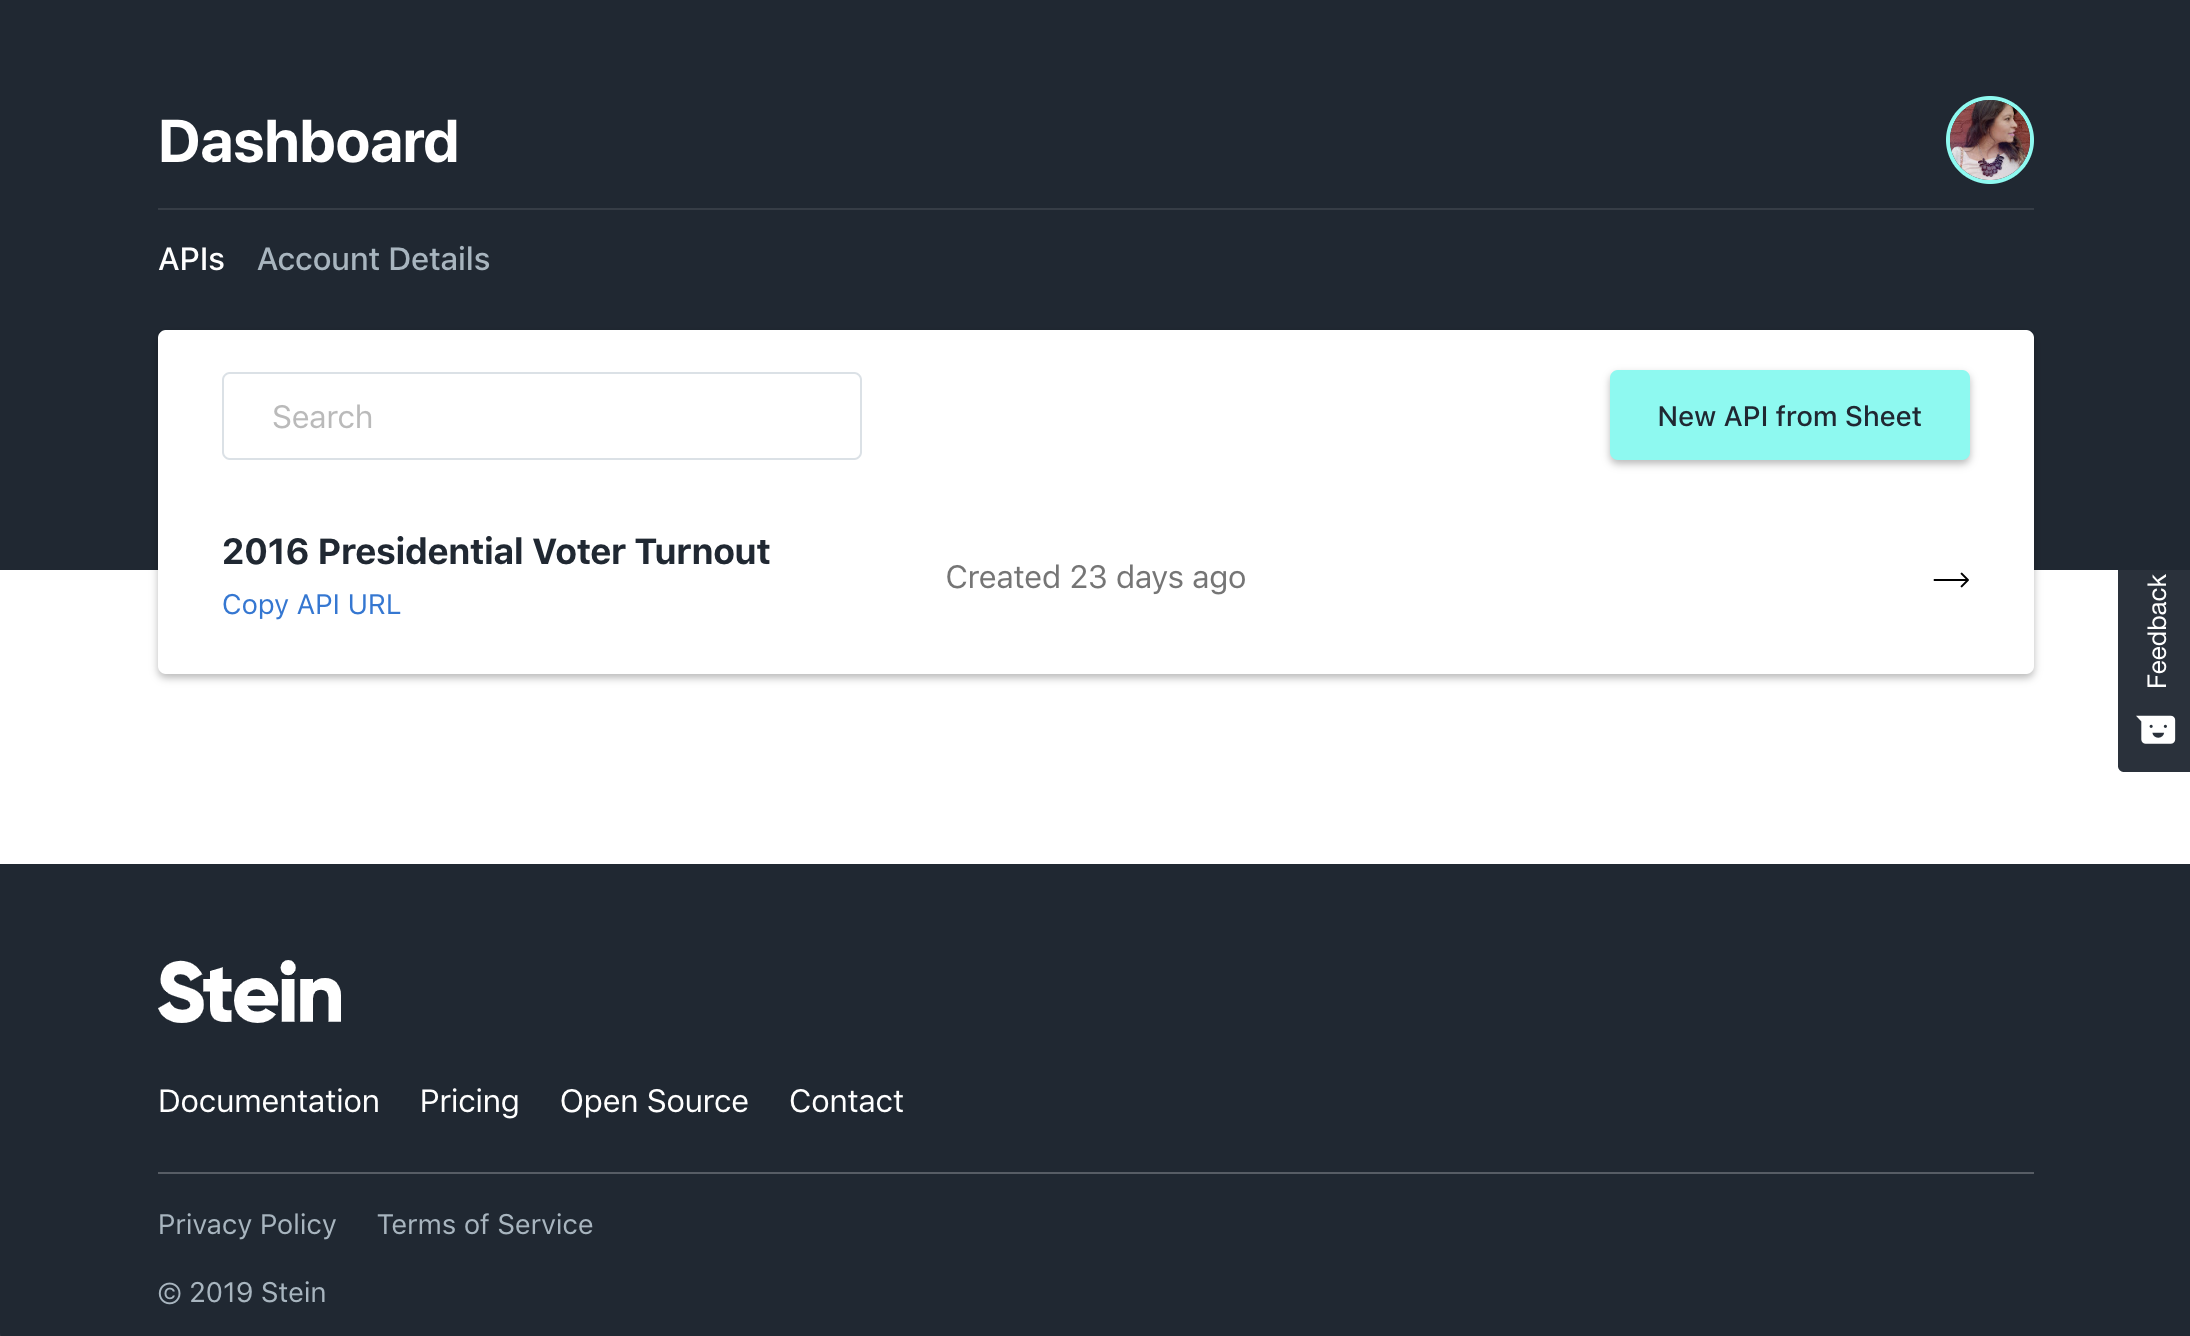 Dashboard
APIs Account Details
Search
New API from Sheet
2016 Presidential Voter Turnout
Copy API URL
Created 23 days ago
Feedback
Stein
Documentation Pricing Open Source Contact
Privacy Policy Terms of Service
© 2019 Stein